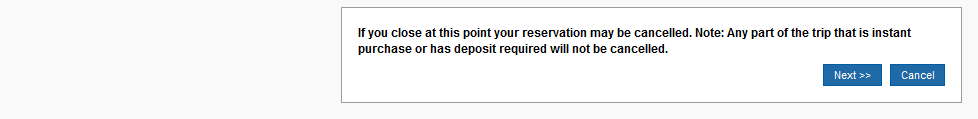 If you close at this point your reservation may be cancelled. Note: Any part of the trip that is instant
purchase or has deposit required will not be cancelled.
Next >> Cancel